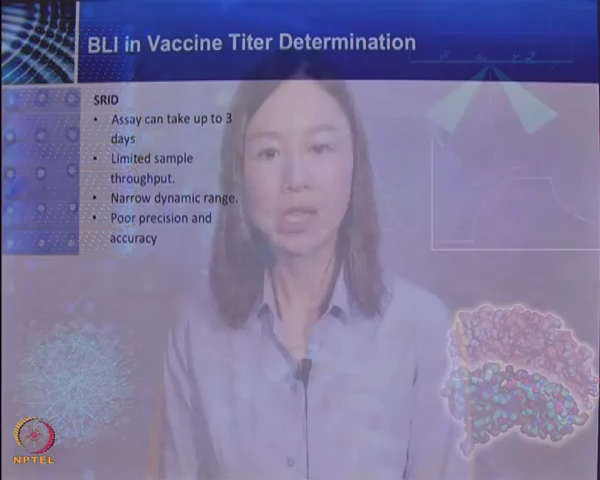 BLI in Vaccine Titer Determination
SRID
• Assay can take up to 3
days
• Limited sample
throughput.
• Narrow dynamic range.
• Poor precision and
accuracy
NPTEL